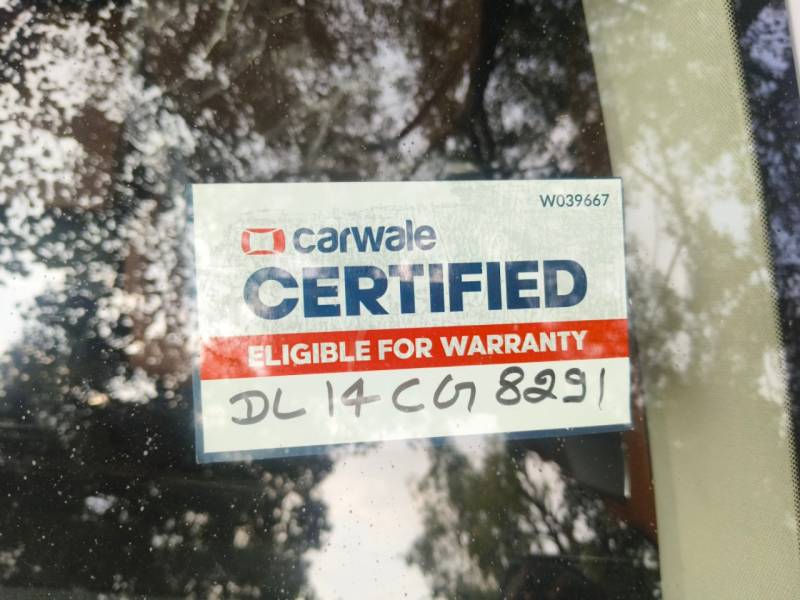 W039667
carwale
CERTIFIED
ELIGIBLE FOR WARRANTY
DL 14 CG 8291